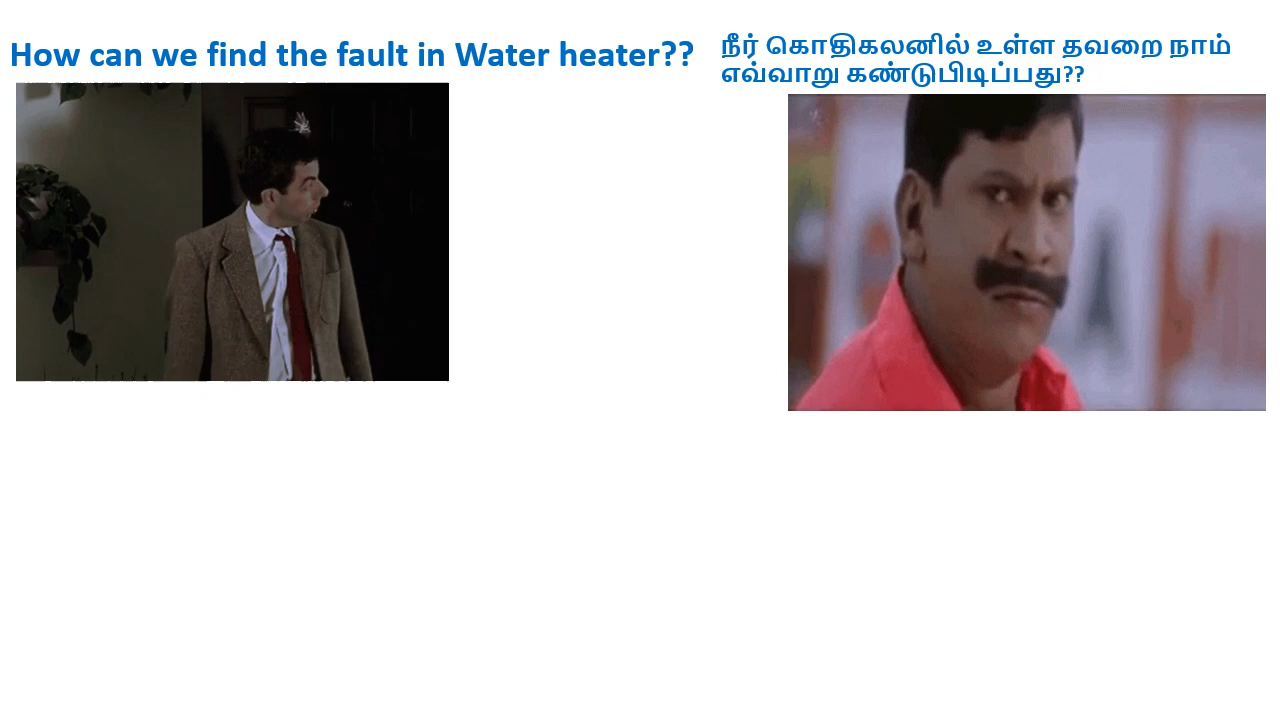 How can we find the fault in Water heater??
நீர் கொதிகலனில் உள்ள தவறை நாம்
எவ்வாறு கண்டுபிடிப்பது??